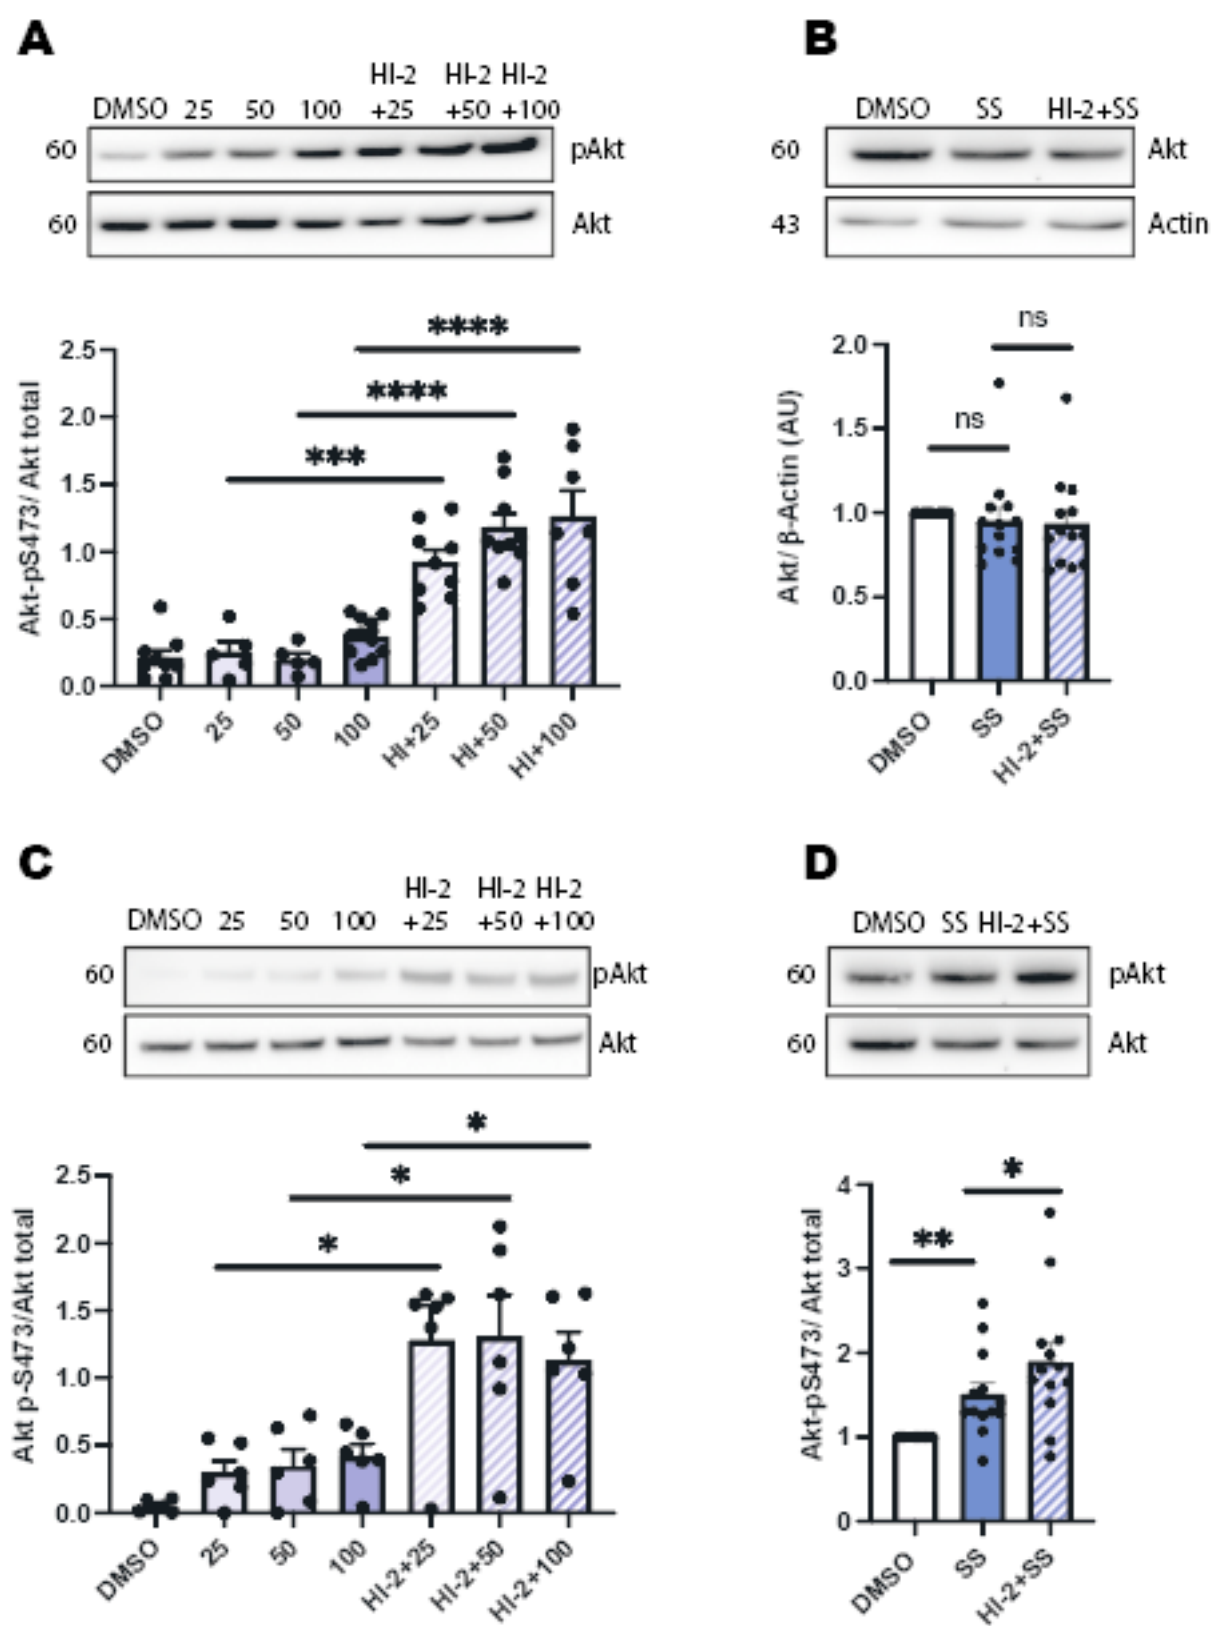 A
HI-2 HI-2 HI-2
DMSO 25 50 100 +25 +50 +100
60 pAkt
60 Akt
****
****
***
Akt-pS473/ Akt total
2.5
2.0
1.5
1.0
0.5
0.0
DMSO 25 50 100 HI+25 HI+50 HI+100
B
DMSO SS HI-2+SS
60 Akt
43 Actin
ns
ns
Akt/ β-Actin (AU)
2.0
1.5
1.0
0.5
0.0
DMSO SS HI-2+SS
C
HI-2 HI-2 HI-2
DMSO 25 50 100 +25 +50 +100
60 pAkt
60 Akt
*
*
*
Akt p-S473/Akt total
2.5
2.0
1.5
1.0
0.5
0.0
DMSO 25 50 100 HI-2+25 HI-2+50 HI-2+100
D
DMSO SS HI-2+SS
60 pAkt
60 Akt
*
**
Akt-pS473/ Akt total
4
3
2
1
0
DMSO SS HI-2+SS